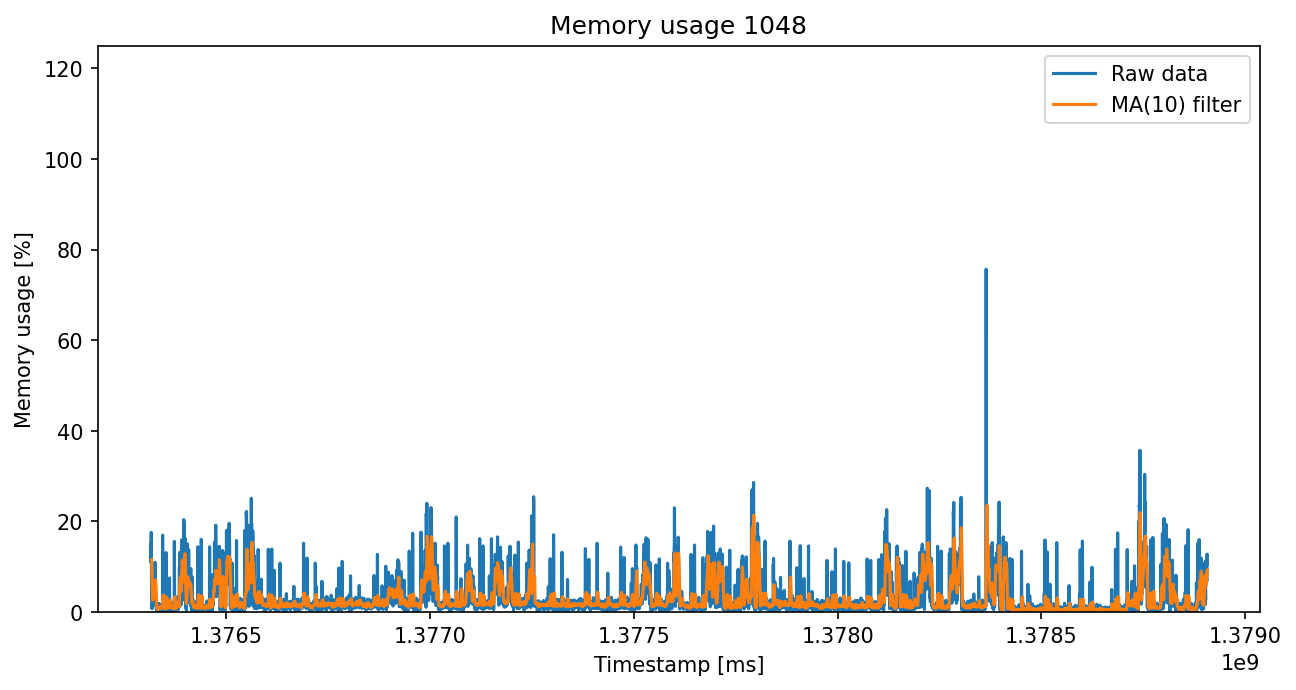 Memory usage 1048
Raw data
MA(10) filter
Memory usage [%]
120
100
80
60
40
20
0
1.3765 1.3770 1.3775 1.3780 1.3785 1.3790
1e9
Timestamp [ms]